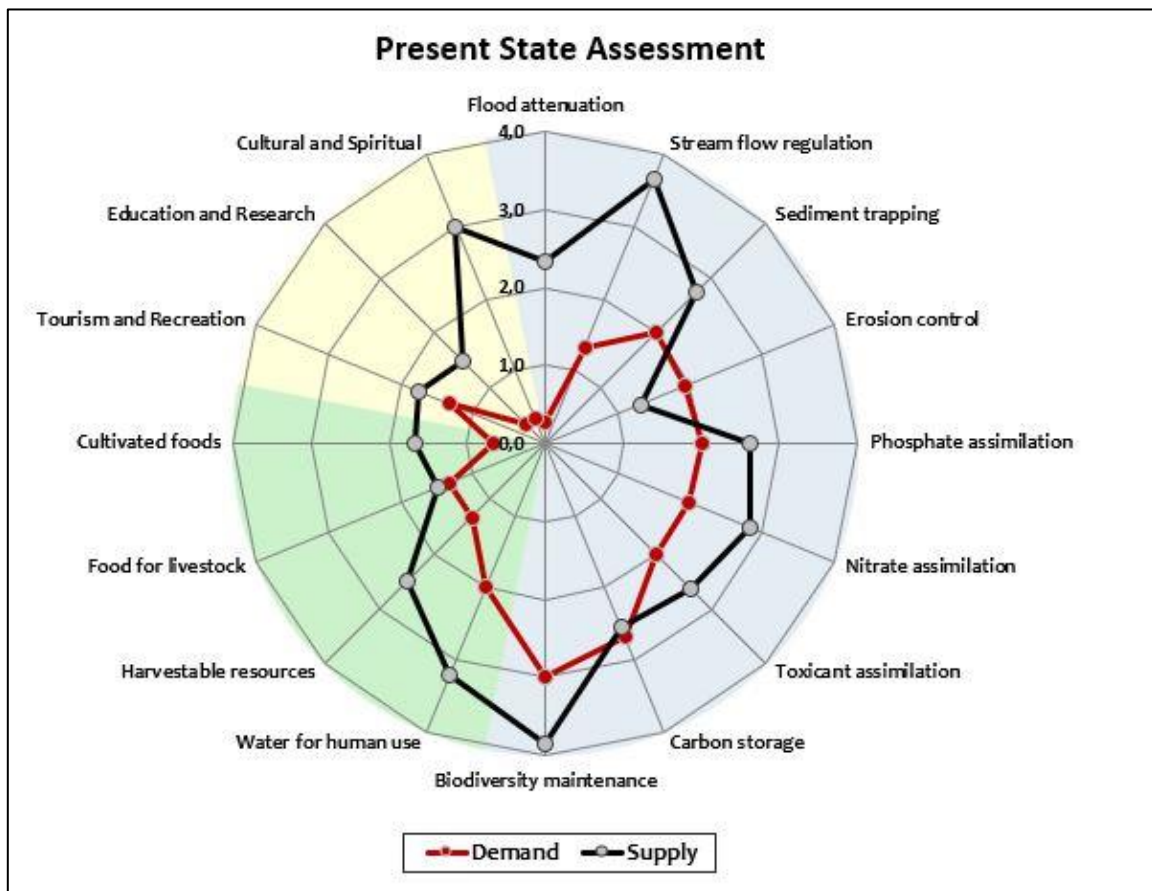 Present State Assessment
Flood attenuation
4,0
Cultural and Spiritual
Stream flow regulation
Education and Research
3,0
Sediment trapping
2,0
Tourism and Recreation
Erosion control
1,0
Cultivated foods
0,0
Phosphate assimilation
Food for livestock
Nitrate assimilation
Harvestable resources
Toxicant assimilation
Water for human use
Carbon storage
Biodiversity maintenance
Demand Supply